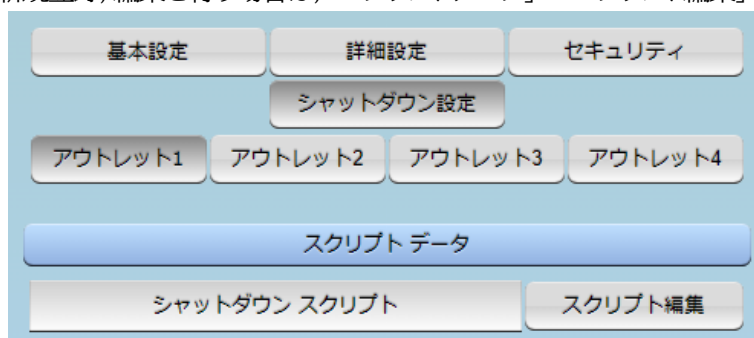 基本設定 詳細設定 セキュリティ
シャットダウン設定
アウトレット1 アウトレット2 アウトレット3 アウトレット4
スクリプト データ
シャットダウン スクリプト スクリプト編集